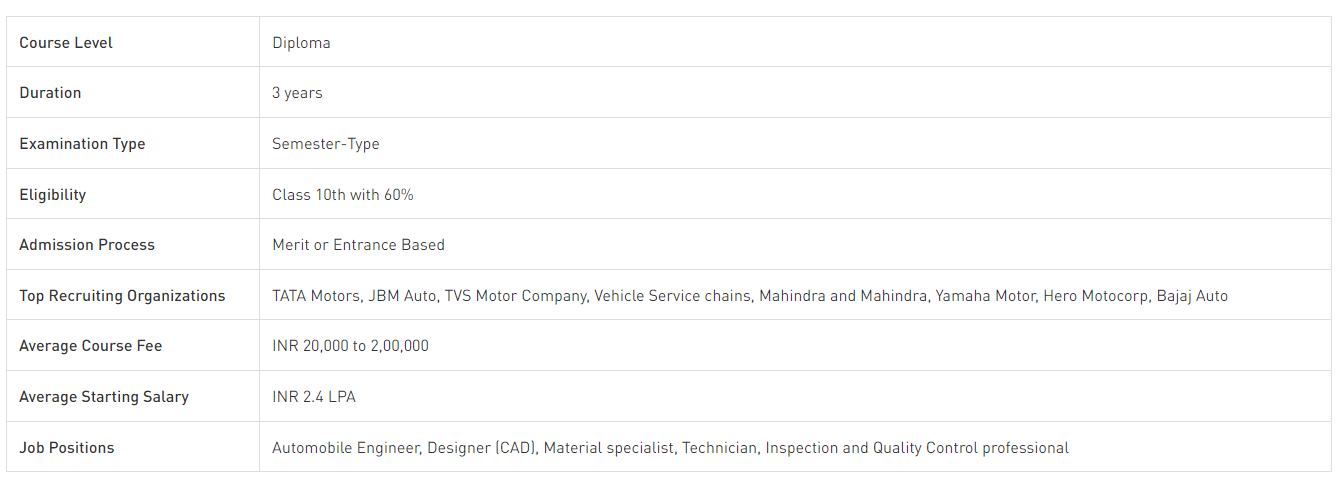 Course Level Diploma
Duration 3 years
Examination Type Semester-Type
Eligibility Class 10th with 60%
Admission Process Merit or Entrance Based
Top Recruiting Organizations TATA Motors, JBM Auto, TVS Motor Company, Vehicle Service chains, Mahindra and Mahindra, Yamaha Motor, Hero Motocorp, Bajaj Auto
Average Course Fee INR 20,000 to 2,00,000
Average Starting Salary INR 2.4 LPA
Job Positions Automobile Engineer, Designer (CAD), Material specialist, Technician, Inspection and Quality Control professional